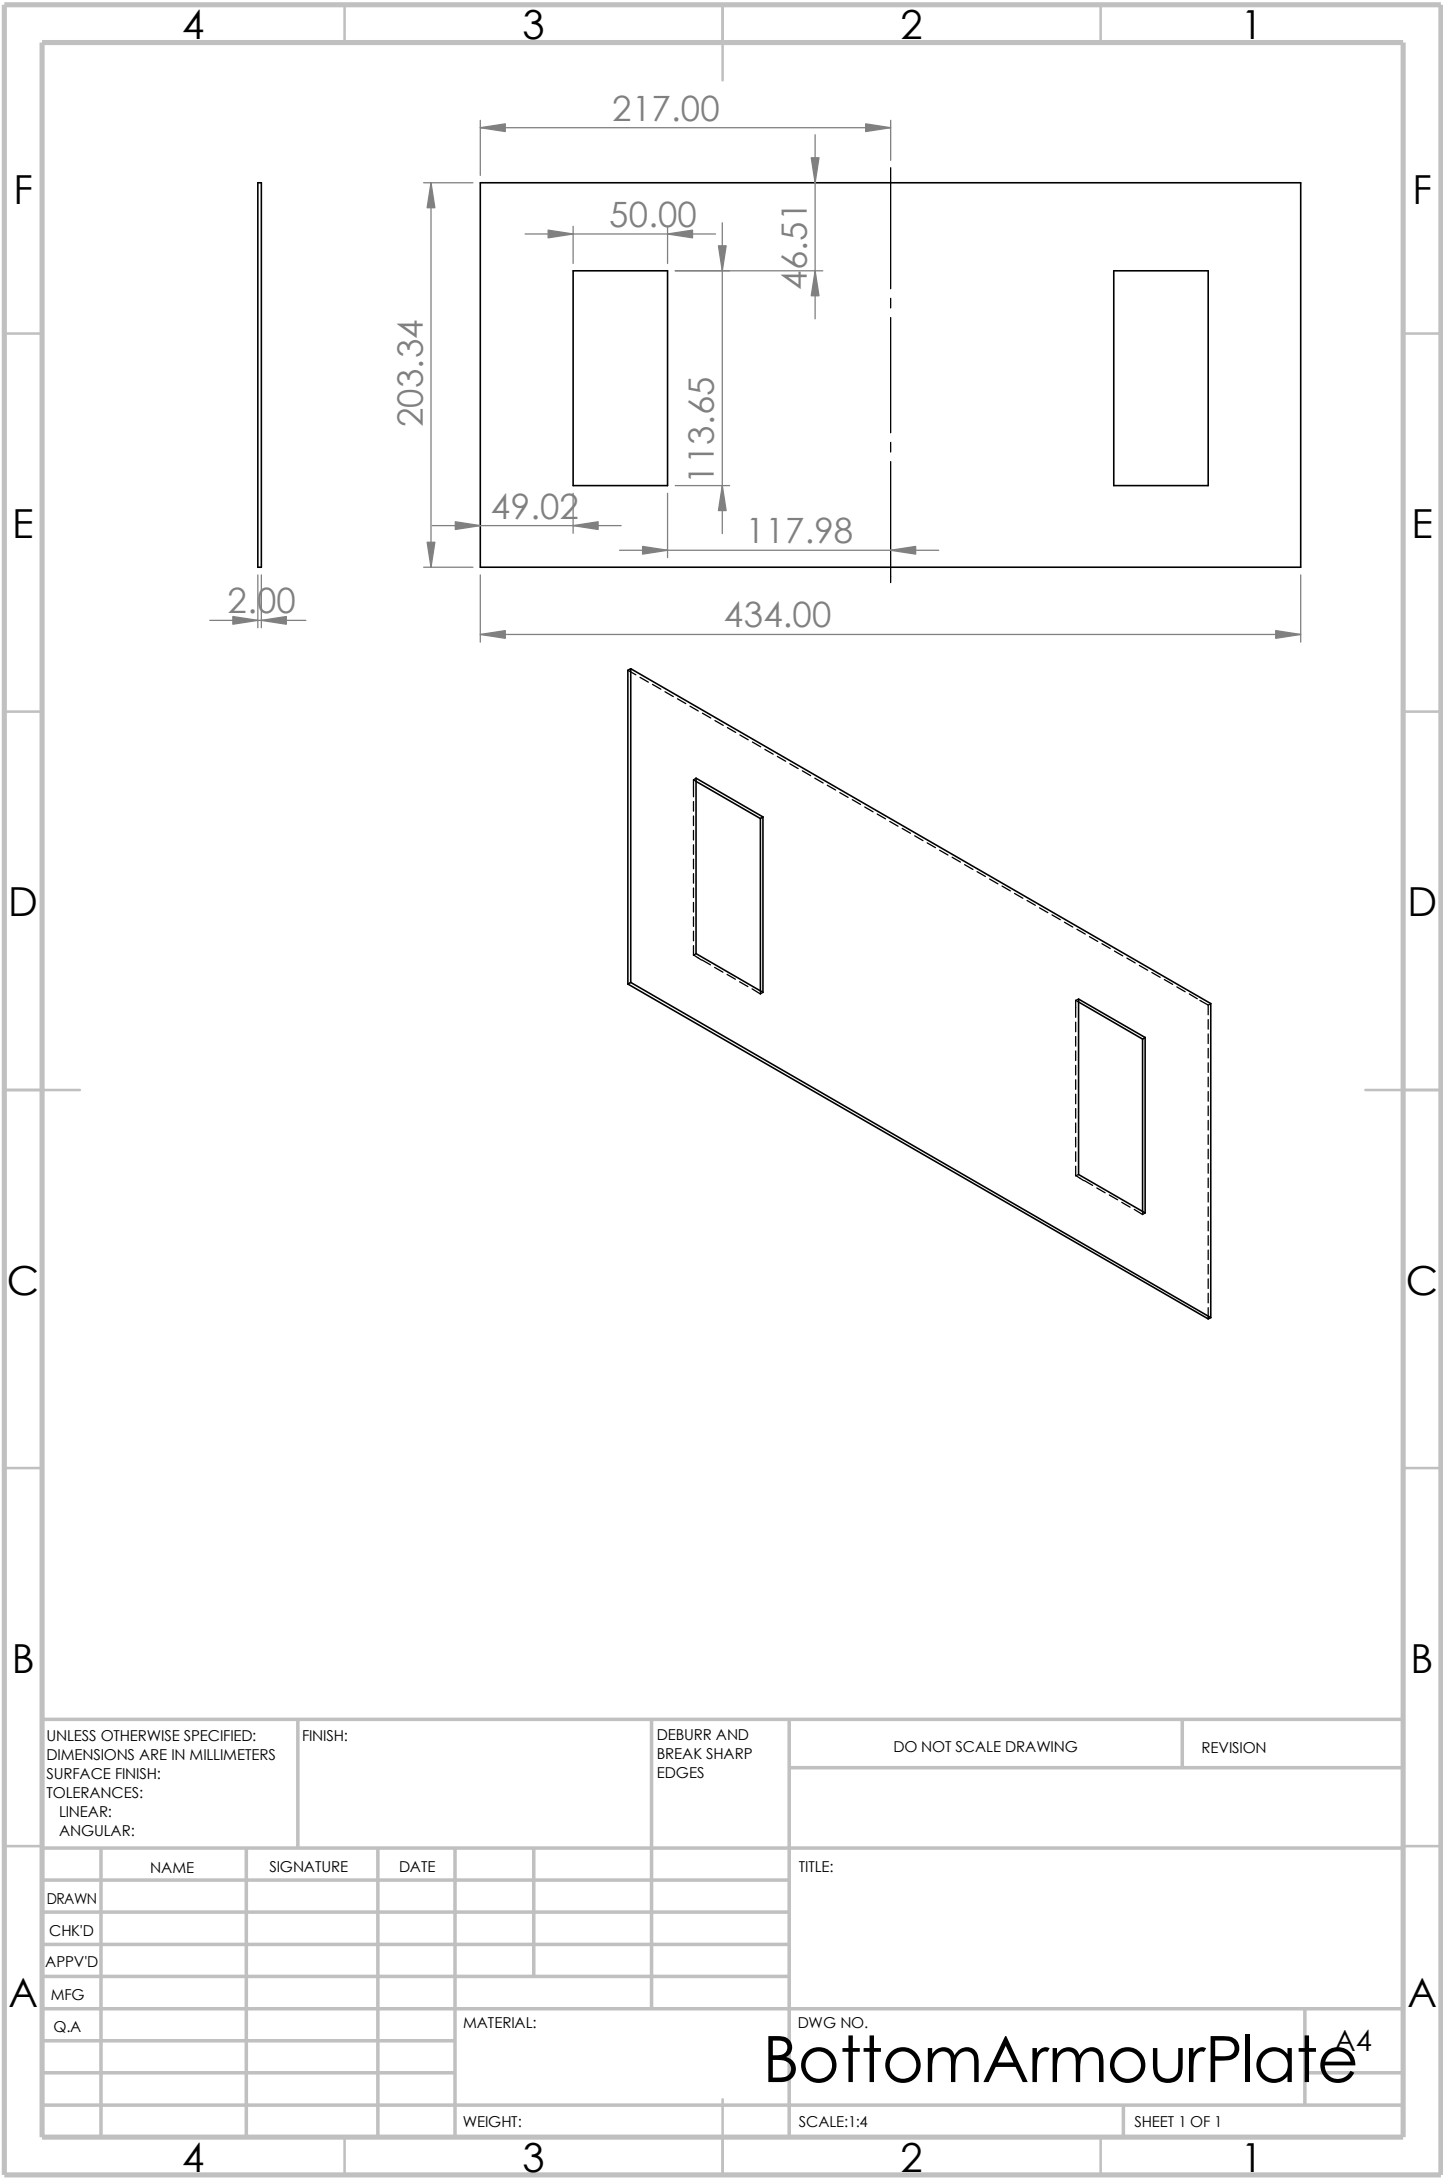 4 3 2 1
217.00
F F
50.00
46.51
203.34
113.65
49.02
E E
117.98
2.00
434.00
D D
C C
B B
UNLESS OTHERWISE SPECIFIED:
DIMENSIONS ARE IN MILLIMETERS
SURFACE FINISH:
TOLERANCES:
LINEAR:
ANGULAR:
FINISH:
DEBURR AND
BREAK SHARP
EDGES
DO NOT SCALE DRAWING
REVISION
NAME SIGNATURE DATE
TITLE:
DRAWN
CHK'D
APPV'D
A A
MFG
Q.A
MATERIAL:
DWG NO.
BottomArmourPlate
A4
WEIGHT:
SCALE:1:4
SHEET 1 OF 1
4 3 2 1